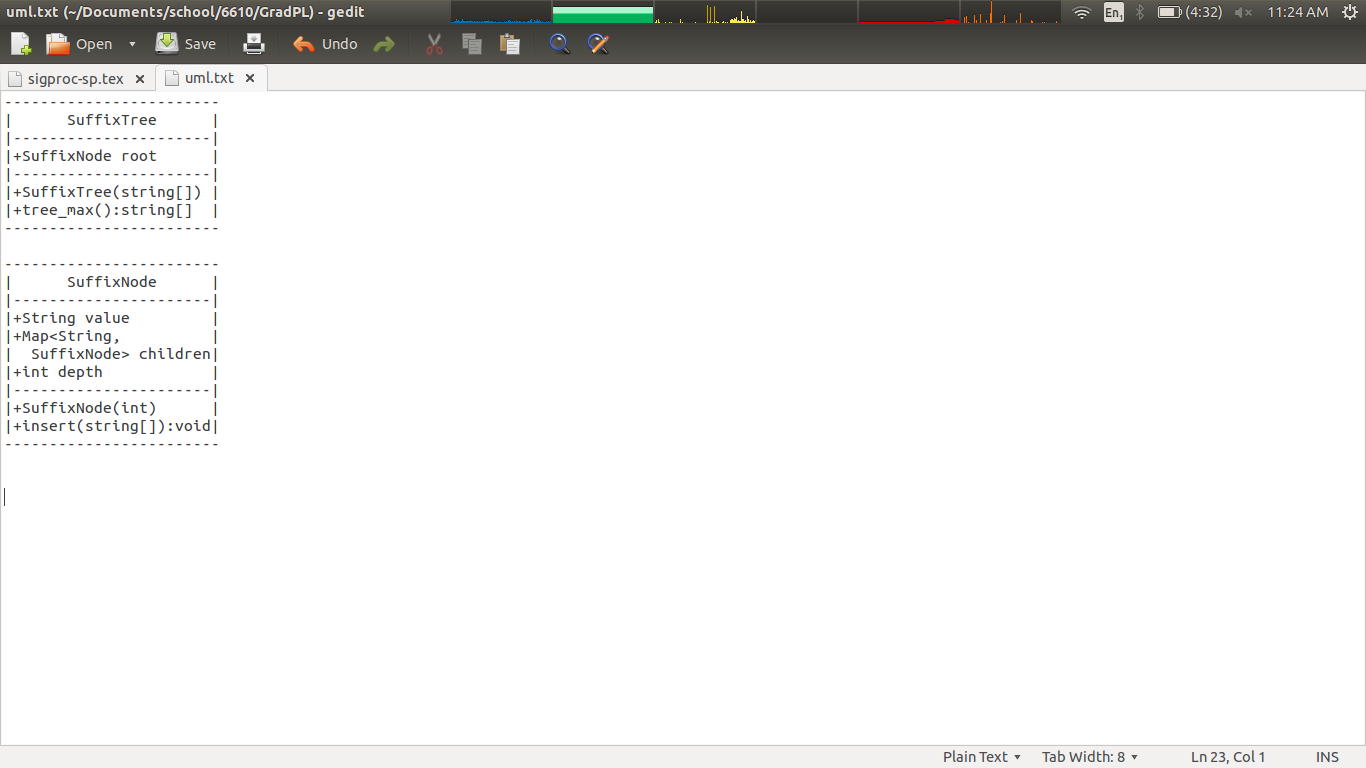 uml.txt (~/Documents/school/6610/GradPL) - gedit
En1 (4:32) 11:24 AM
Open Save Undo
sigproc-sp.tex × uml.txt ×
------------------------
|      SuffixTree      |
|----------------------|
|+SuffixNode root      |
|----------------------|
|+SuffixTree(string[]) |
|+tree_max():string[]  |
------------------------
------------------------
|      SuffixNode      |
|----------------------|
|+String value         |
|+Map<String,          |
|  SuffixNode> children|
|+int depth            |
|----------------------|
|+SuffixNode(int)      |
|+insert(string[]):void|
------------------------
Plain Text Tab Width: 8 Ln 23, Col 1 INS